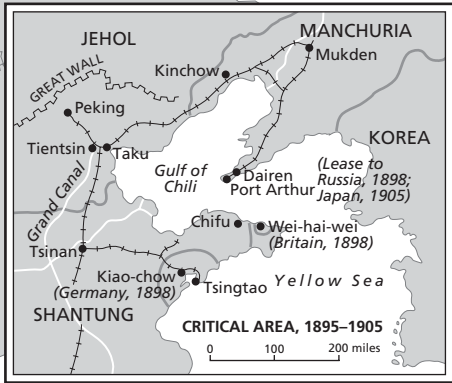 JEHOL
MANCHURIA
Mukden
Kinchow
GREAT WALL
Peking
KOREA
Tientsin
Taku
Gulf of
Chili
Dairen
Port Arthur
(Lease to
Russia, 1898;
Japan, 1905)
Grand Canal
Chifu
Wei-hai-wei
(Britain, 1898)
Tsinan
Kiao-chow
(Germany, 1898)
Tsingtao
Yellow Sea
SHANTUNG
CRITICAL AREA, 1895–1905
0 100 200 miles